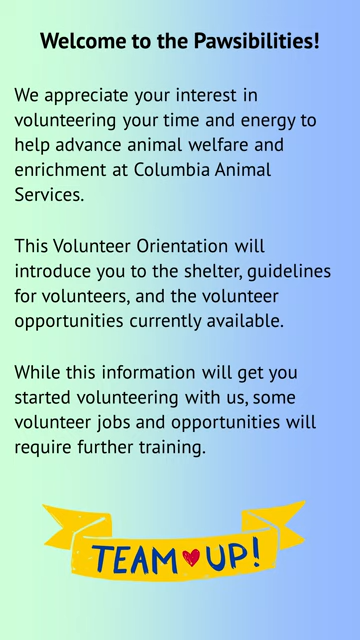 Welcome to the Pawsibilities!
We appreciate your interest in
volunteering your time and energy to
help advance animal welfare and
enrichment at Columbia Animal
Services.
This Volunteer Orientation will
introduce you to the shelter, guidelines
for volunteers, and the volunteer
opportunities currently available.
While this information will get you
started volunteering with us, some
volunteer jobs and opportunities will
require further training.
TEAM♥UP!